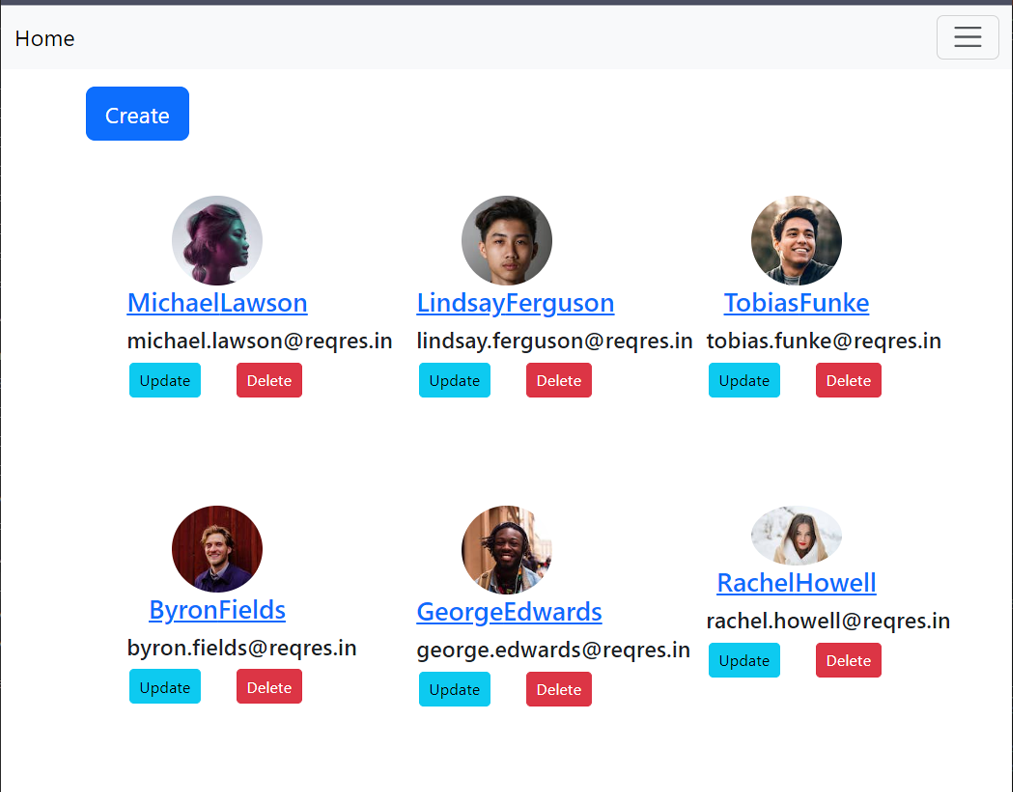 Home
Create
MichaelLawson
michael.lawson@reqres.in
Update Delete
LindsayFerguson
lindsay.ferguson@reqres.in
Update Delete
TobiasFunke
tobias.funke@reqres.in
Update Delete
ByronFields
byron.fields@reqres.in
Update Delete
GeorgeEdwards
george.edwards@reqres.in
Update Delete
RachelHowell
rachel.howell@reqres.in
Update Delete